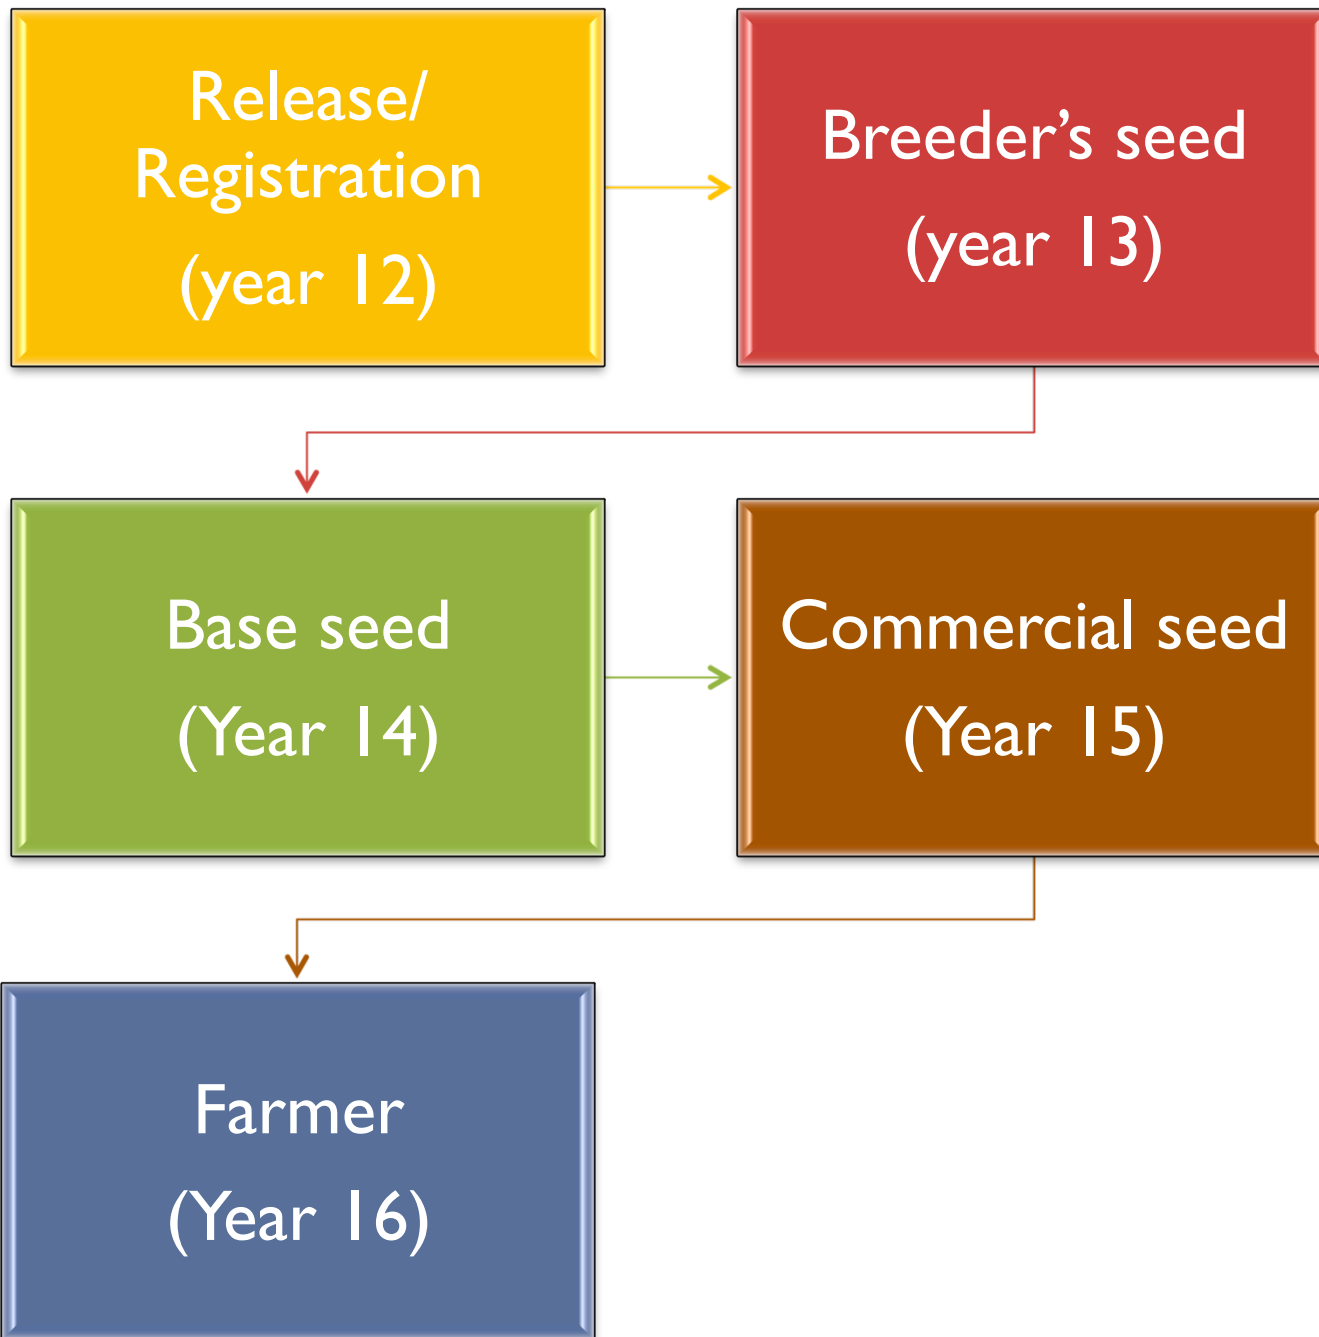 Release/
Registration
(year 12)
Breeder’s seed
(year 13)
Base seed
(Year 14)
Commercial seed
(Year 15)
Farmer
(Year 16)